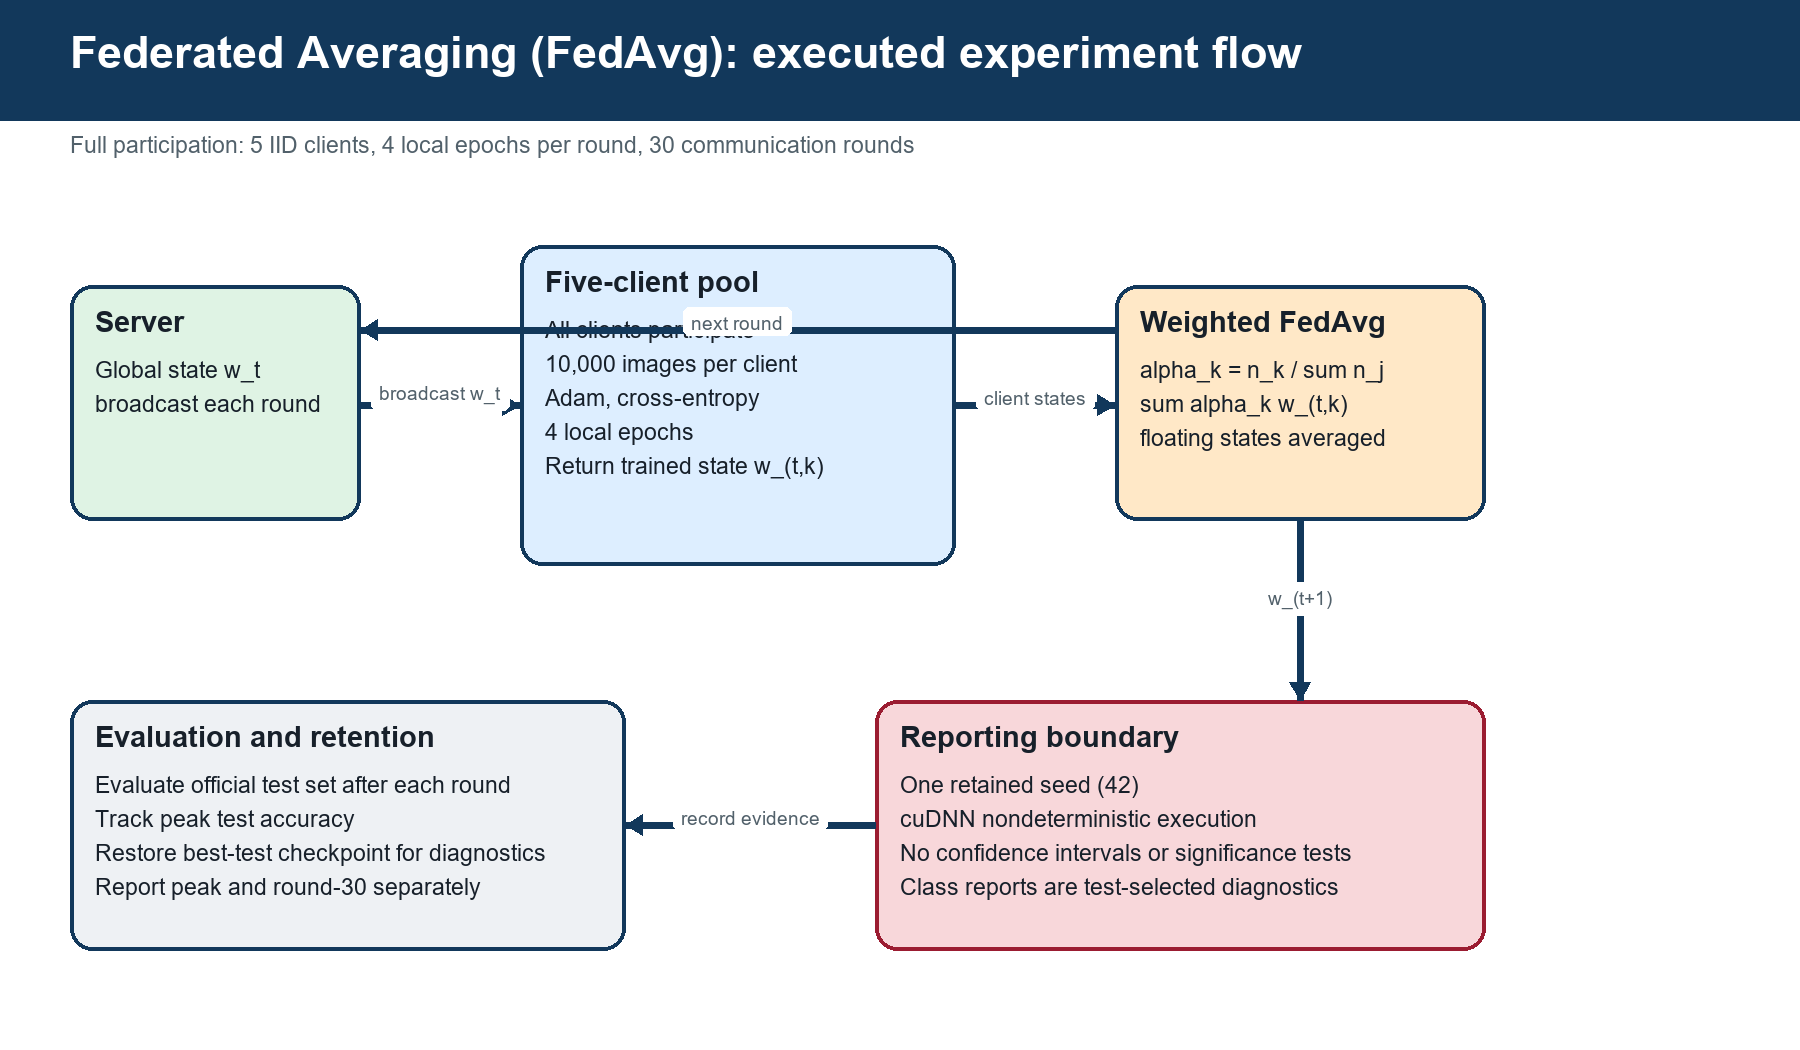 Federated Averaging (FedAvg): executed experiment flow
Full participation: 5 IID clients, 4 local epochs per round, 30 communication rounds
Server
Global state w_t
broadcast each round
broadcast w_t
Five-client pool
All clients participate
next round
10,000 images per client
Adam, cross-entropy
4 local epochs
Return trained state w_(t,k)
client states
Weighted FedAvg
alpha_k = n_k / sum n_j
sum alpha_k w_(t,k)
floating states averaged
w_(t+1)
Evaluation and retention
Evaluate official test set after each round
Track peak test accuracy
Restore best-test checkpoint for diagnostics
Report peak and round-30 separately
record evidence
Reporting boundary
One retained seed (42)
cuDNN nondeterministic execution
No confidence intervals or significance tests
Class reports are test-selected diagnostics